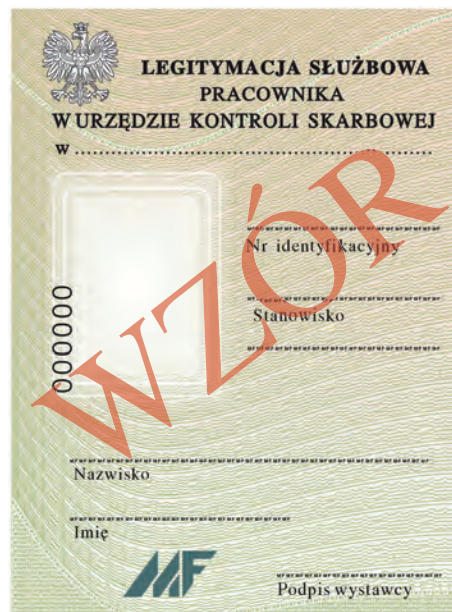 LEGITYMACJA SŁUŻBOWA
PRACOWNIKA
W URZĘDZIE KONTROLI SKARBOWEJ
w
Nr identyfikacyjny
Stanowisko
000000
WZÓR
Nazwisko
Imię
MF
Podpis wystawcy